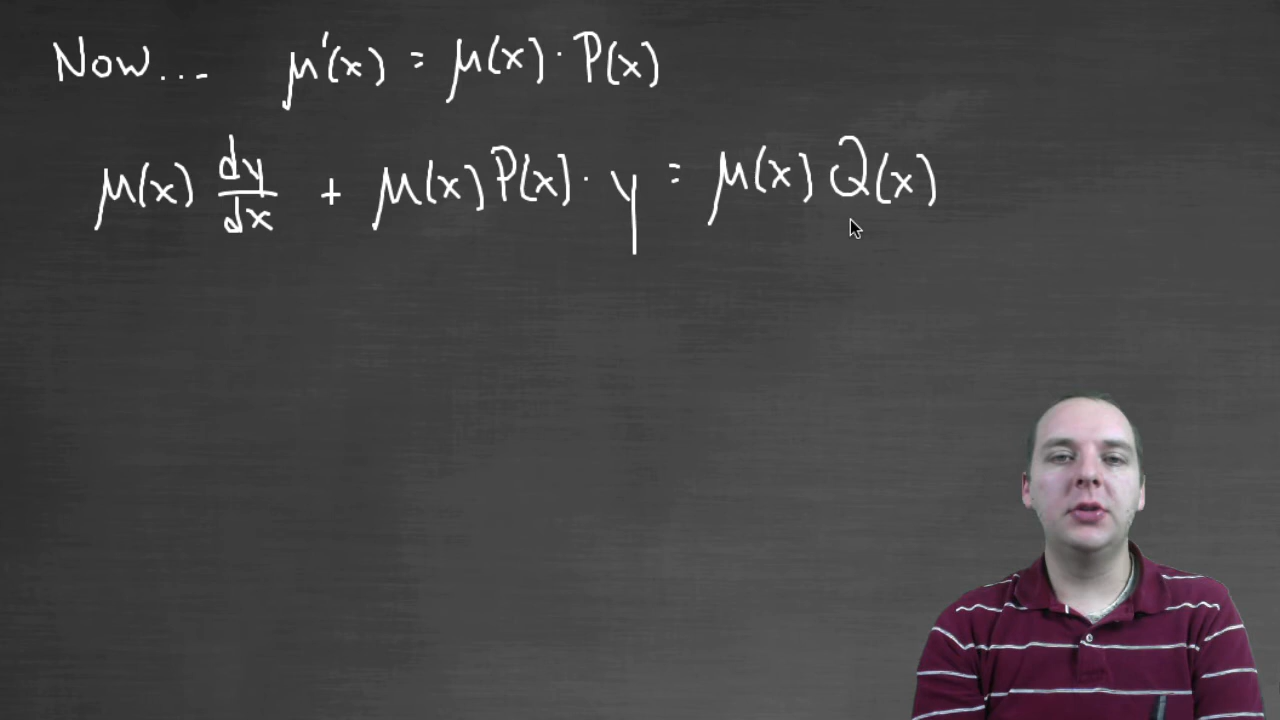 Now... μ'(x) = μ(x) · P(x)
μ(x) dy/dx + μ(x) P(x) · y = μ(x) Q(x)